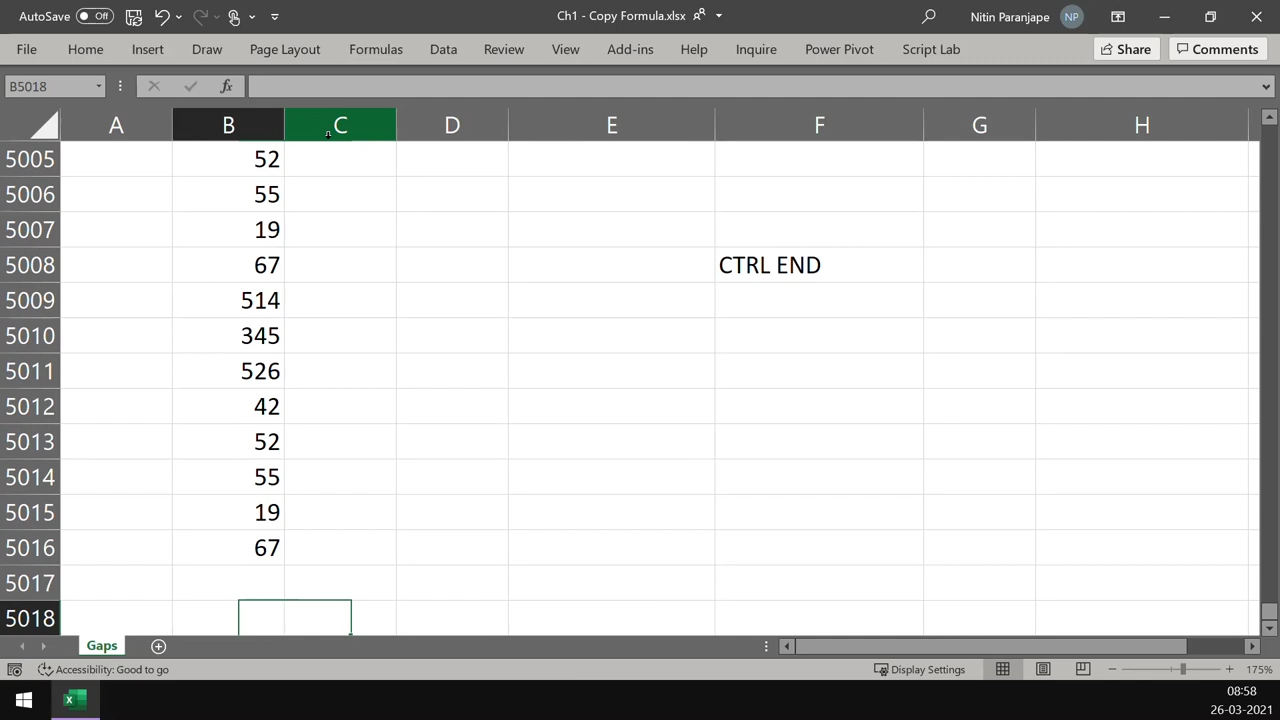 AutoSave Off Ch1 - Copy Formula.xlsx Nitin Paranjape NP
File Home Insert Draw Page Layout Formulas Data Review View Add-ins Help Inquire Power Pivot Script Lab Share Comments
B5018 fx
A B C D E F G H
5005 52
5006 55
5007 19
5008 67 CTRL END
5009 514
5010 345
5011 526
5012 42
5013 52
5014 55
5015 19
5016 67
5017
5018
Gaps
Accessibility: Good to go Display Settings 175%
08:58
26-03-2021